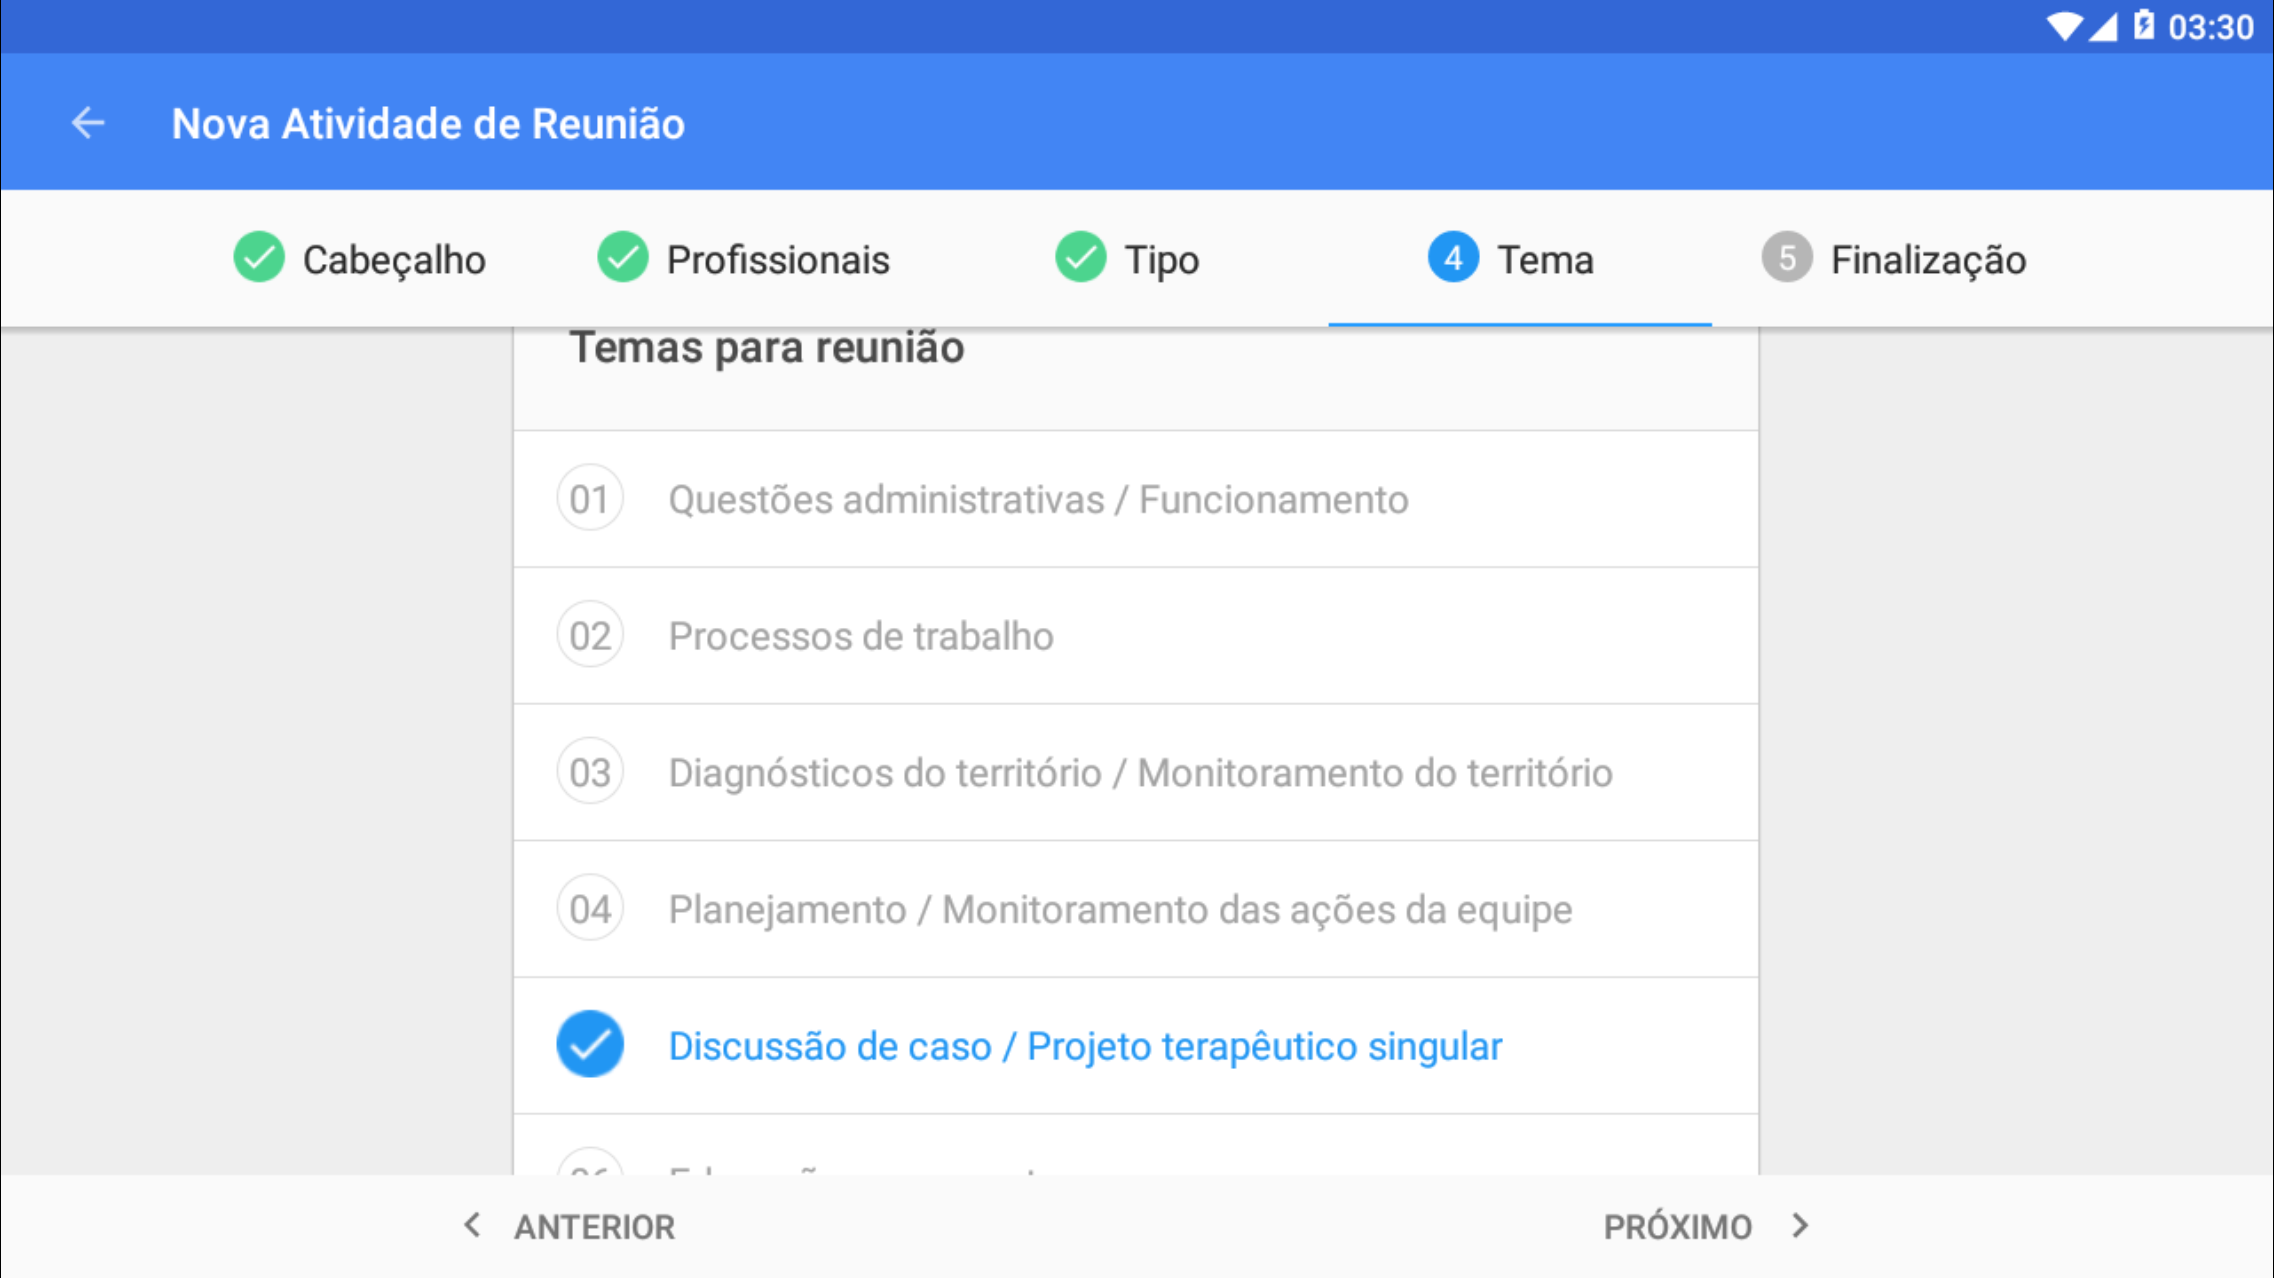 03:30
Nova Atividade de Reunião
Cabeçalho
Profissionais
Tipo
4 Tema
5 Finalização
Temas para reunião
01 Questões administrativas / Funcionamento
02 Processos de trabalho
03 Diagnósticos do território / Monitoramento do território
04 Planejamento / Monitoramento das ações da equipe
Discussão de caso / Projeto terapêutico singular
ANTERIOR
PRÓXIMO